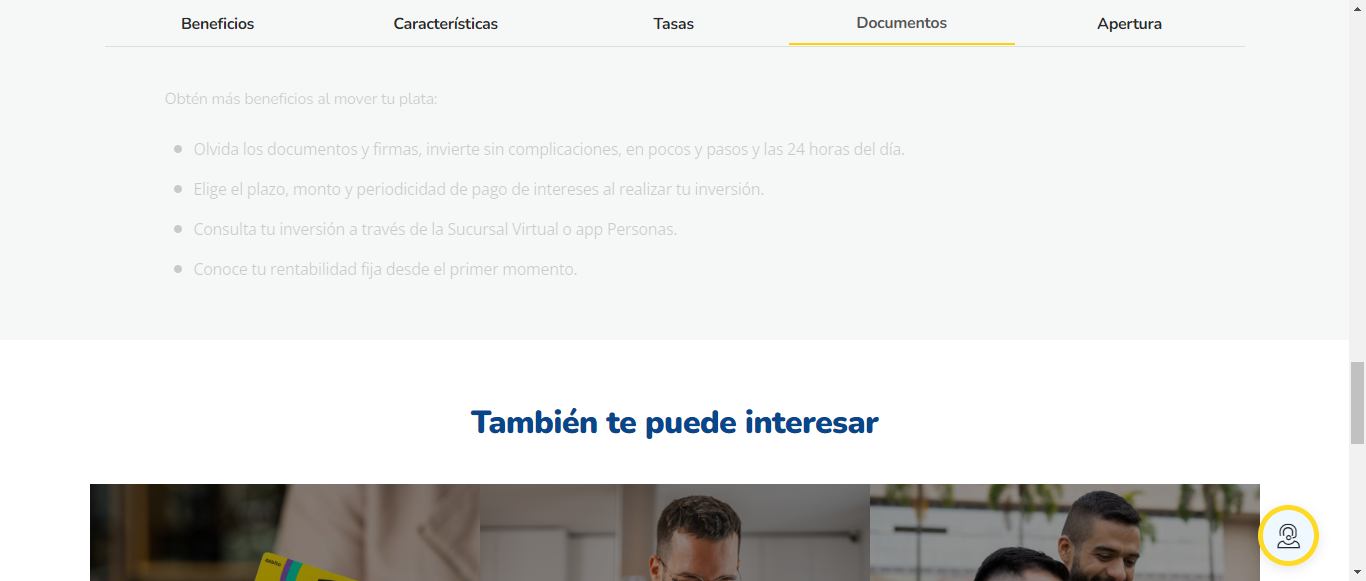 Beneficios
Características
Tasas
Documentos
Apertura
Obtén más beneficios al mover tu plata:
Olvida los documentos y firmas, invierte sin complicaciones, en pocos y pasos y las 24 horas del día.
Elige el plazo, monto y periodicidad de pago de intereses al realizar tu inversión.
Consulta tu inversión a través de la Sucursal Virtual o app Personas.
Conoce tu rentabilidad fija desde el primer momento.
También te puede interesar